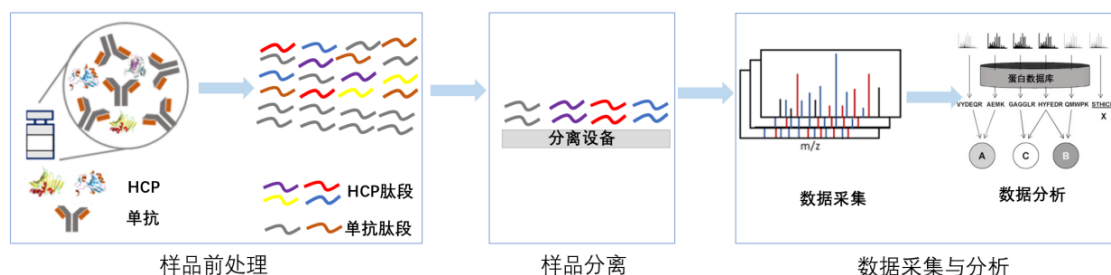 HCP
单抗
HCP肽段
单抗肽段
样品前处理
分离设备
样品分离
m/z
数据采集
蛋白数据库
VYDEQR AEMK GAGGLR HYFEDR QMWPK STHICK
X
A C B
数据分析
数据采集与分析